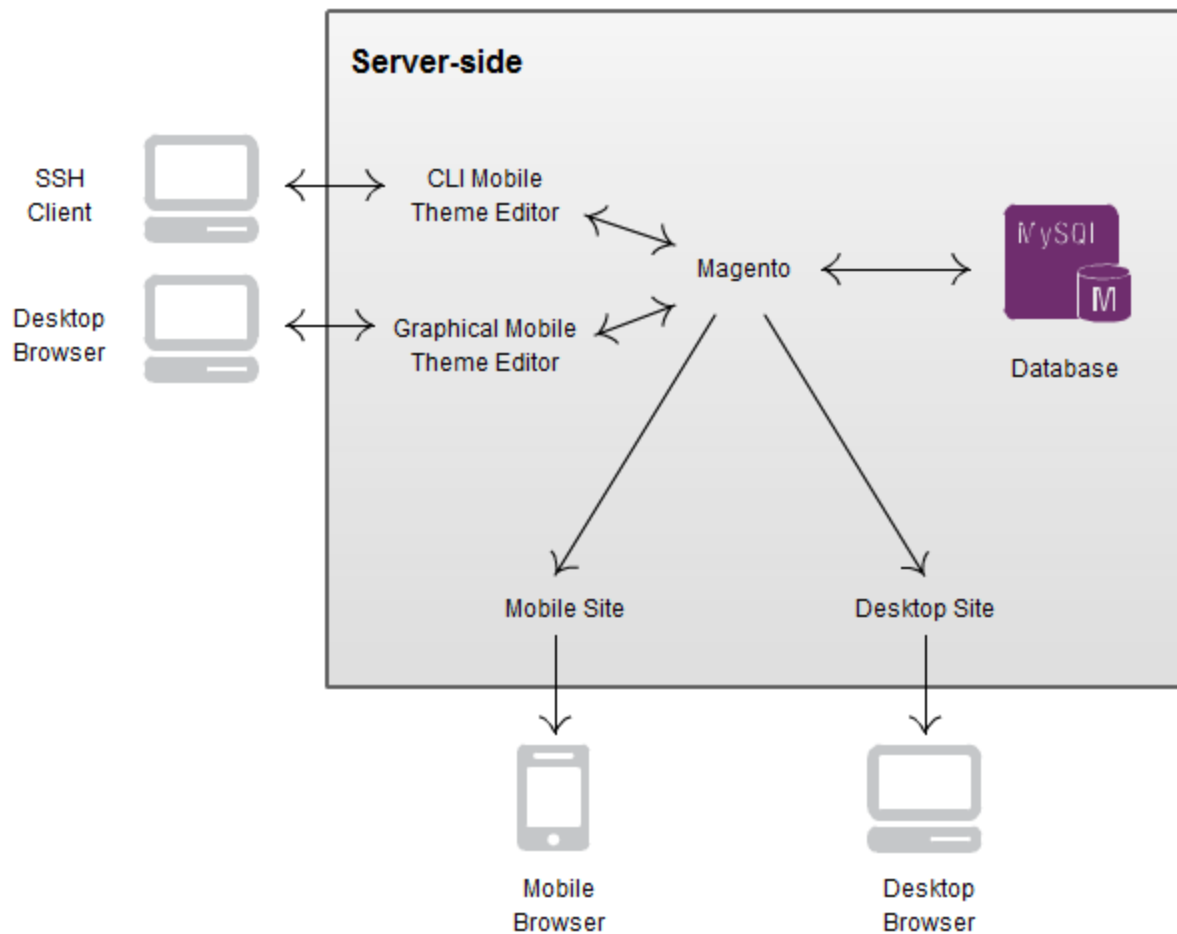 Server-side
SSH
Client
CLI Mobile
Theme Editor
MySQl
M
Magento
Desktop
Browser
Graphical Mobile
Theme Editor
Database
Mobile Site
Desktop Site
Mobile
Browser
Desktop
Browser